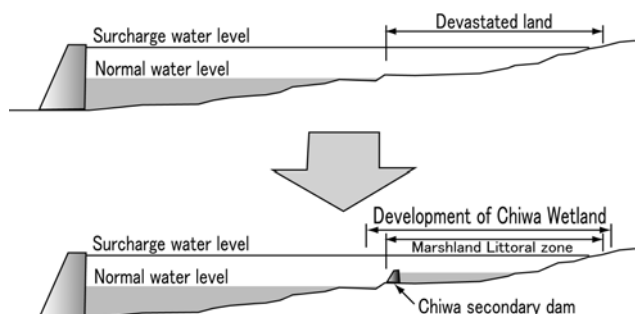 Devastated land
Surcharge water level
Normal water level
Development of Chiwa Wetland
Surcharge water level
Marshland Littoral zone
Normal water level
Chiwa secondary dam